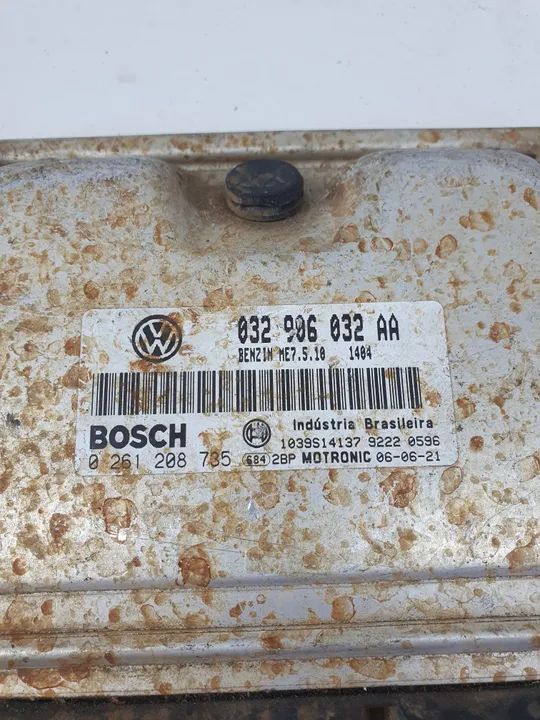 032 906 032 AA
BENZIN ME7.5.10 1404
BOSCH
Indústria Brasileira
1039S14137 9222 0596
0 261 208 735 684 2BP MOTRONIC 06-06-21